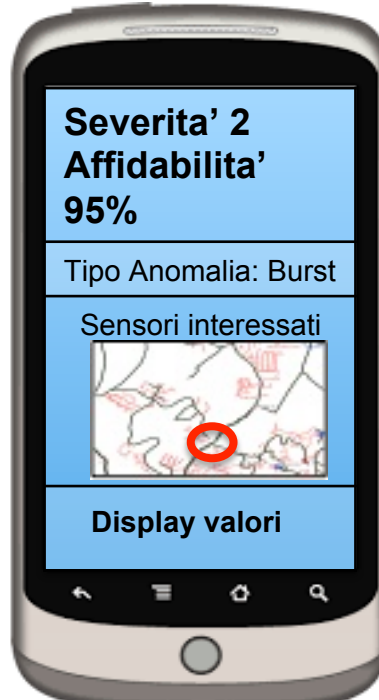 Severita’ 2
Affidabilita’
95%
Tipo Anomalia: Burst
Sensori interessati
Display valori